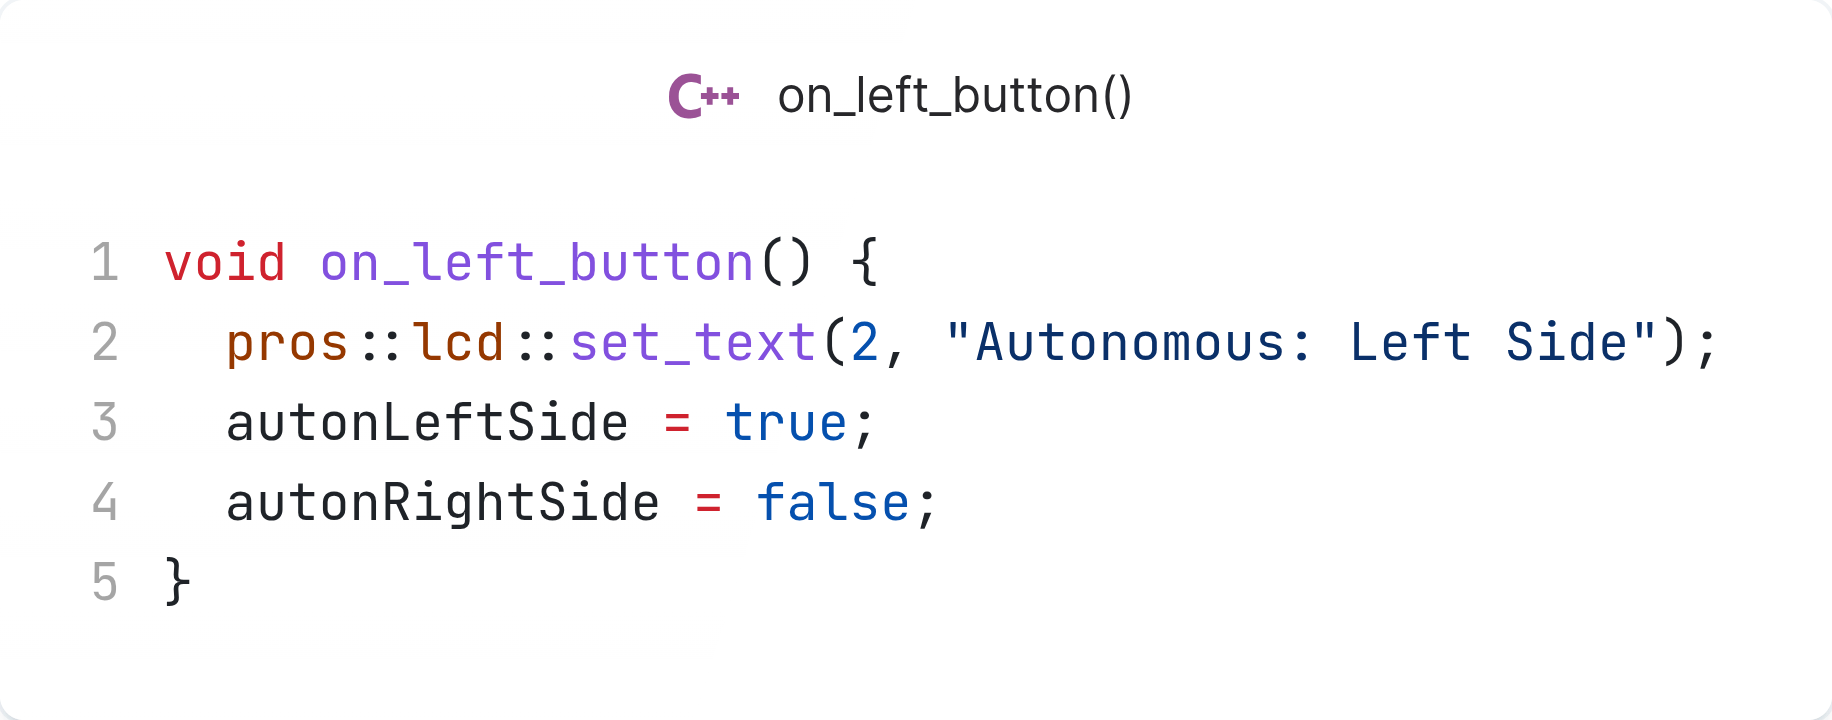 C++ on_left_button()
1 void on_left_button() {
2   pros::lcd::set_text(2, "Autonomous: Left Side");
3   autonLeftSide = true;
4   autonRightSide = false;
5 }